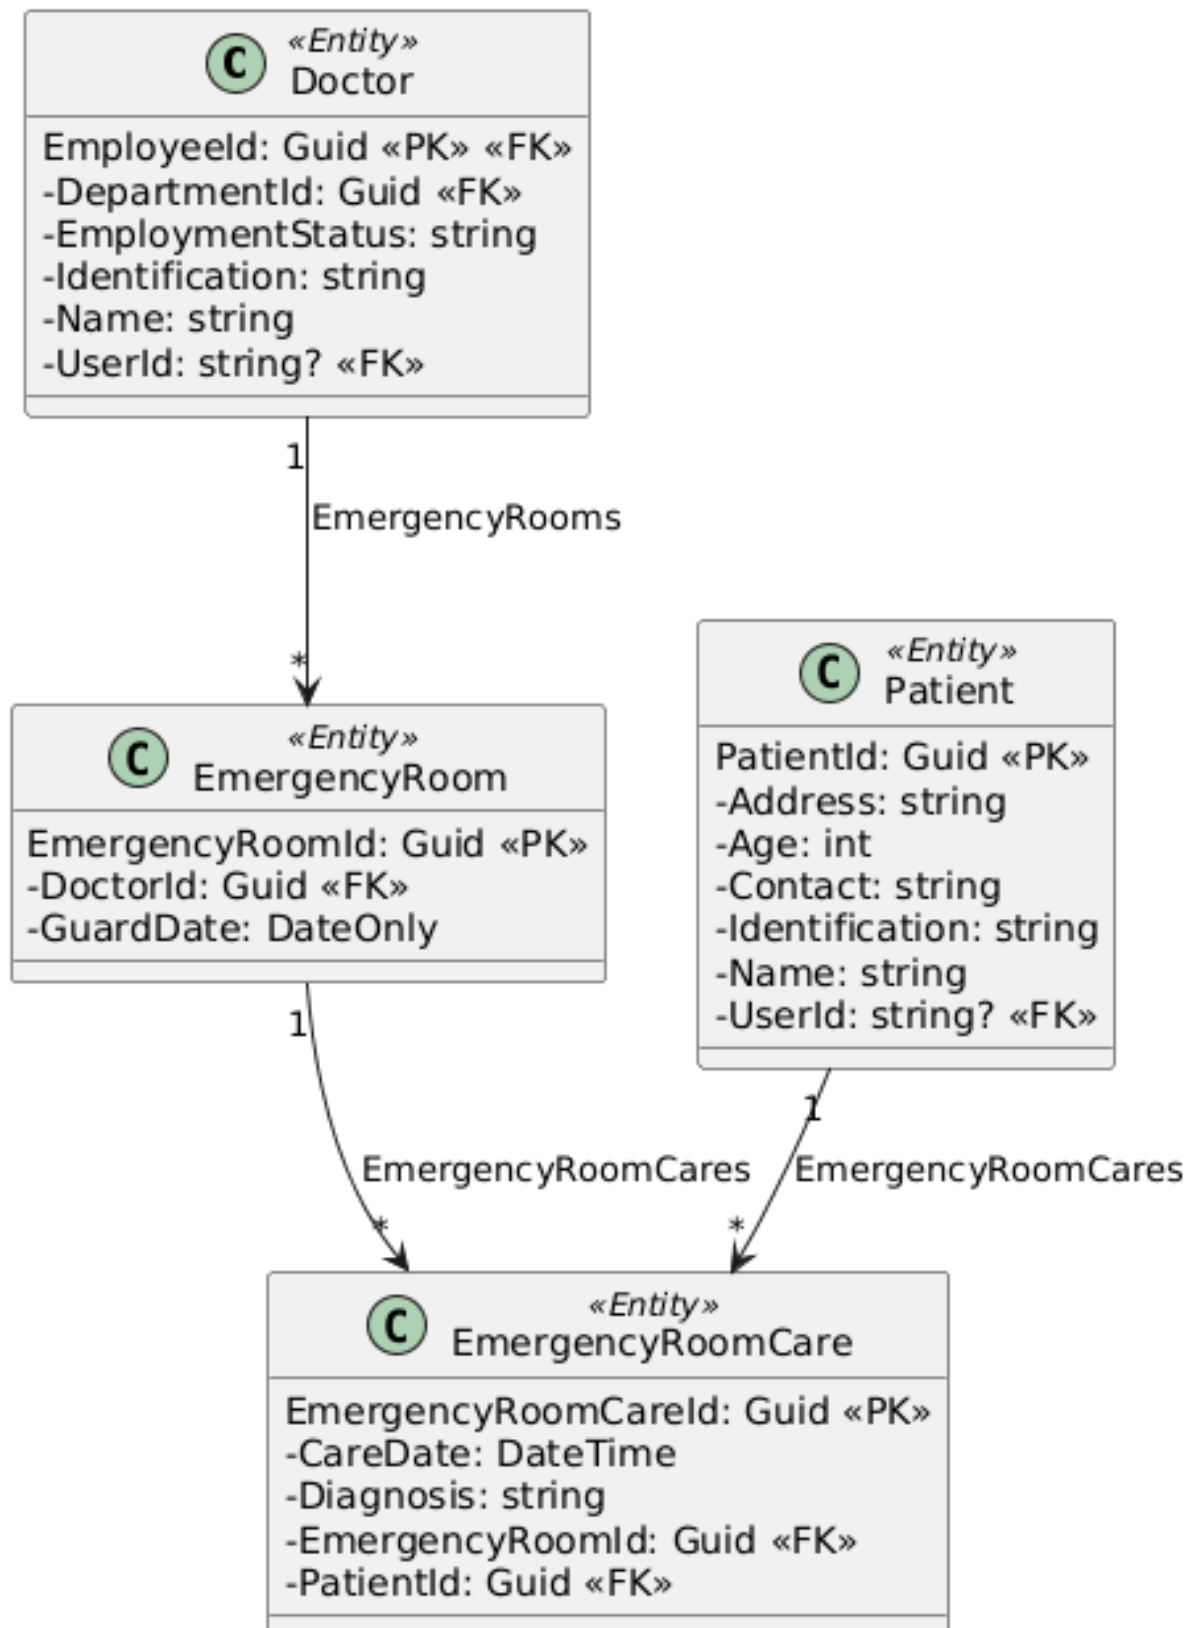 C
«Entity»
Doctor
EmployeeId: Guid «PK» «FK»
-DepartmentId: Guid «FK»
-EmploymentStatus: string
-Identification: string
-Name: string
-UserId: string? «FK»
1
EmergencyRooms
*
C
«Entity»
EmergencyRoom
EmergencyRoomId: Guid «PK»
-DoctorId: Guid «FK»
-GuardDate: DateOnly
C
«Entity»
Patient
PatientId: Guid «PK»
-Address: string
-Age: int
-Contact: string
-Identification: string
-Name: string
-UserId: string? «FK»
1
EmergencyRoomCares
*
1
EmergencyRoomCares
*
C
«Entity»
EmergencyRoomCare
EmergencyRoomCareId: Guid «PK»
-CareDate: DateTime
-Diagnosis: string
-EmergencyRoomId: Guid «FK»
-PatientId: Guid «FK»